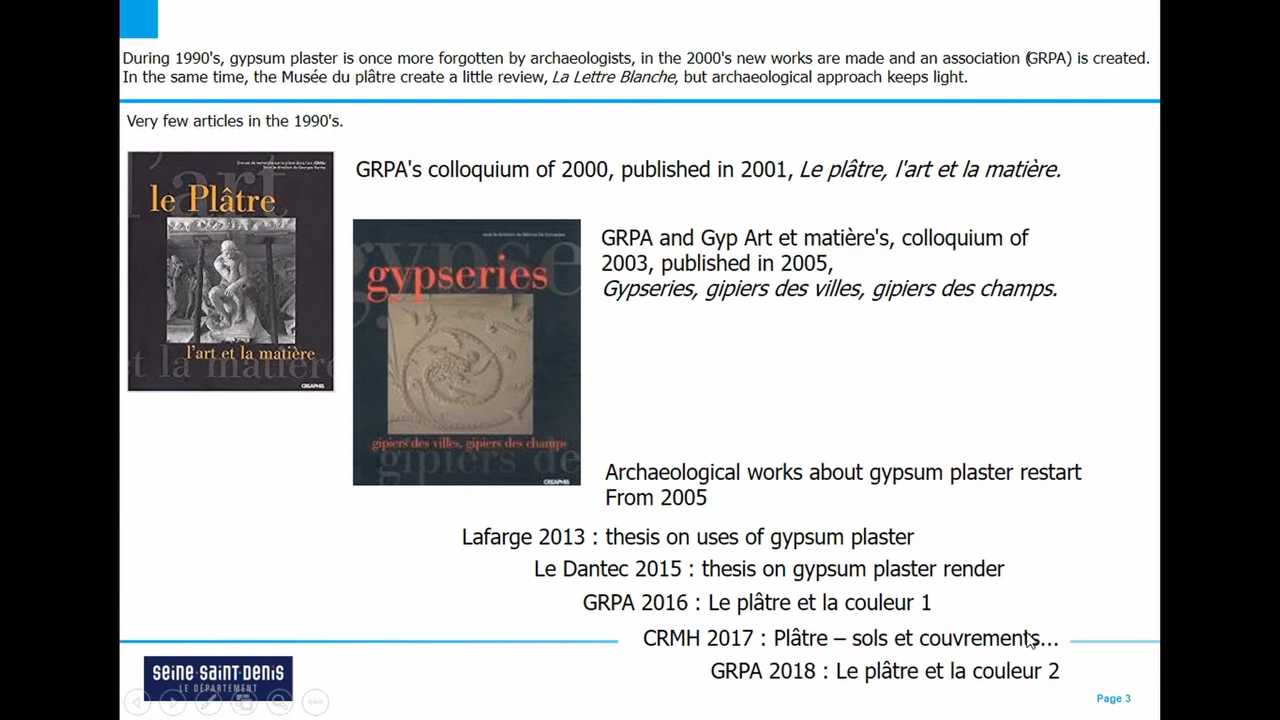 During 1990's, gypsum plaster is once more forgotten by archaeologists, in the 2000's new works are made and an association (GRPA) is created.
In the same time, the Musée du plâtre create a little review, La Lettre Blanche, but archaeological approach keeps light.
Very few articles in the 1990's.
le Plâtre
l'art et la matière
CREAPHIS
GRPA's colloquium of 2000, published in 2001, Le plâtre, l'art et la matière.
gypseries
gipiers des villes, gipiers des champs
CREAPHIS
GRPA and Gyp Art et matière's, colloquium of
2003, published in 2005,
Gypseries, gipiers des villes, gipiers des champs.
Archaeological works about gypsum plaster restart
From 2005
Lafarge 2013 : thesis on uses of gypsum plaster
Le Dantec 2015 : thesis on gypsum plaster render
GRPA 2016 : Le plâtre et la couleur 1
CRMH 2017 : Plâtre – sols et couvrements...
GRPA 2018 : Le plâtre et la couleur 2
seine-saint-denis
LE DÉPARTEMENT
Page 3